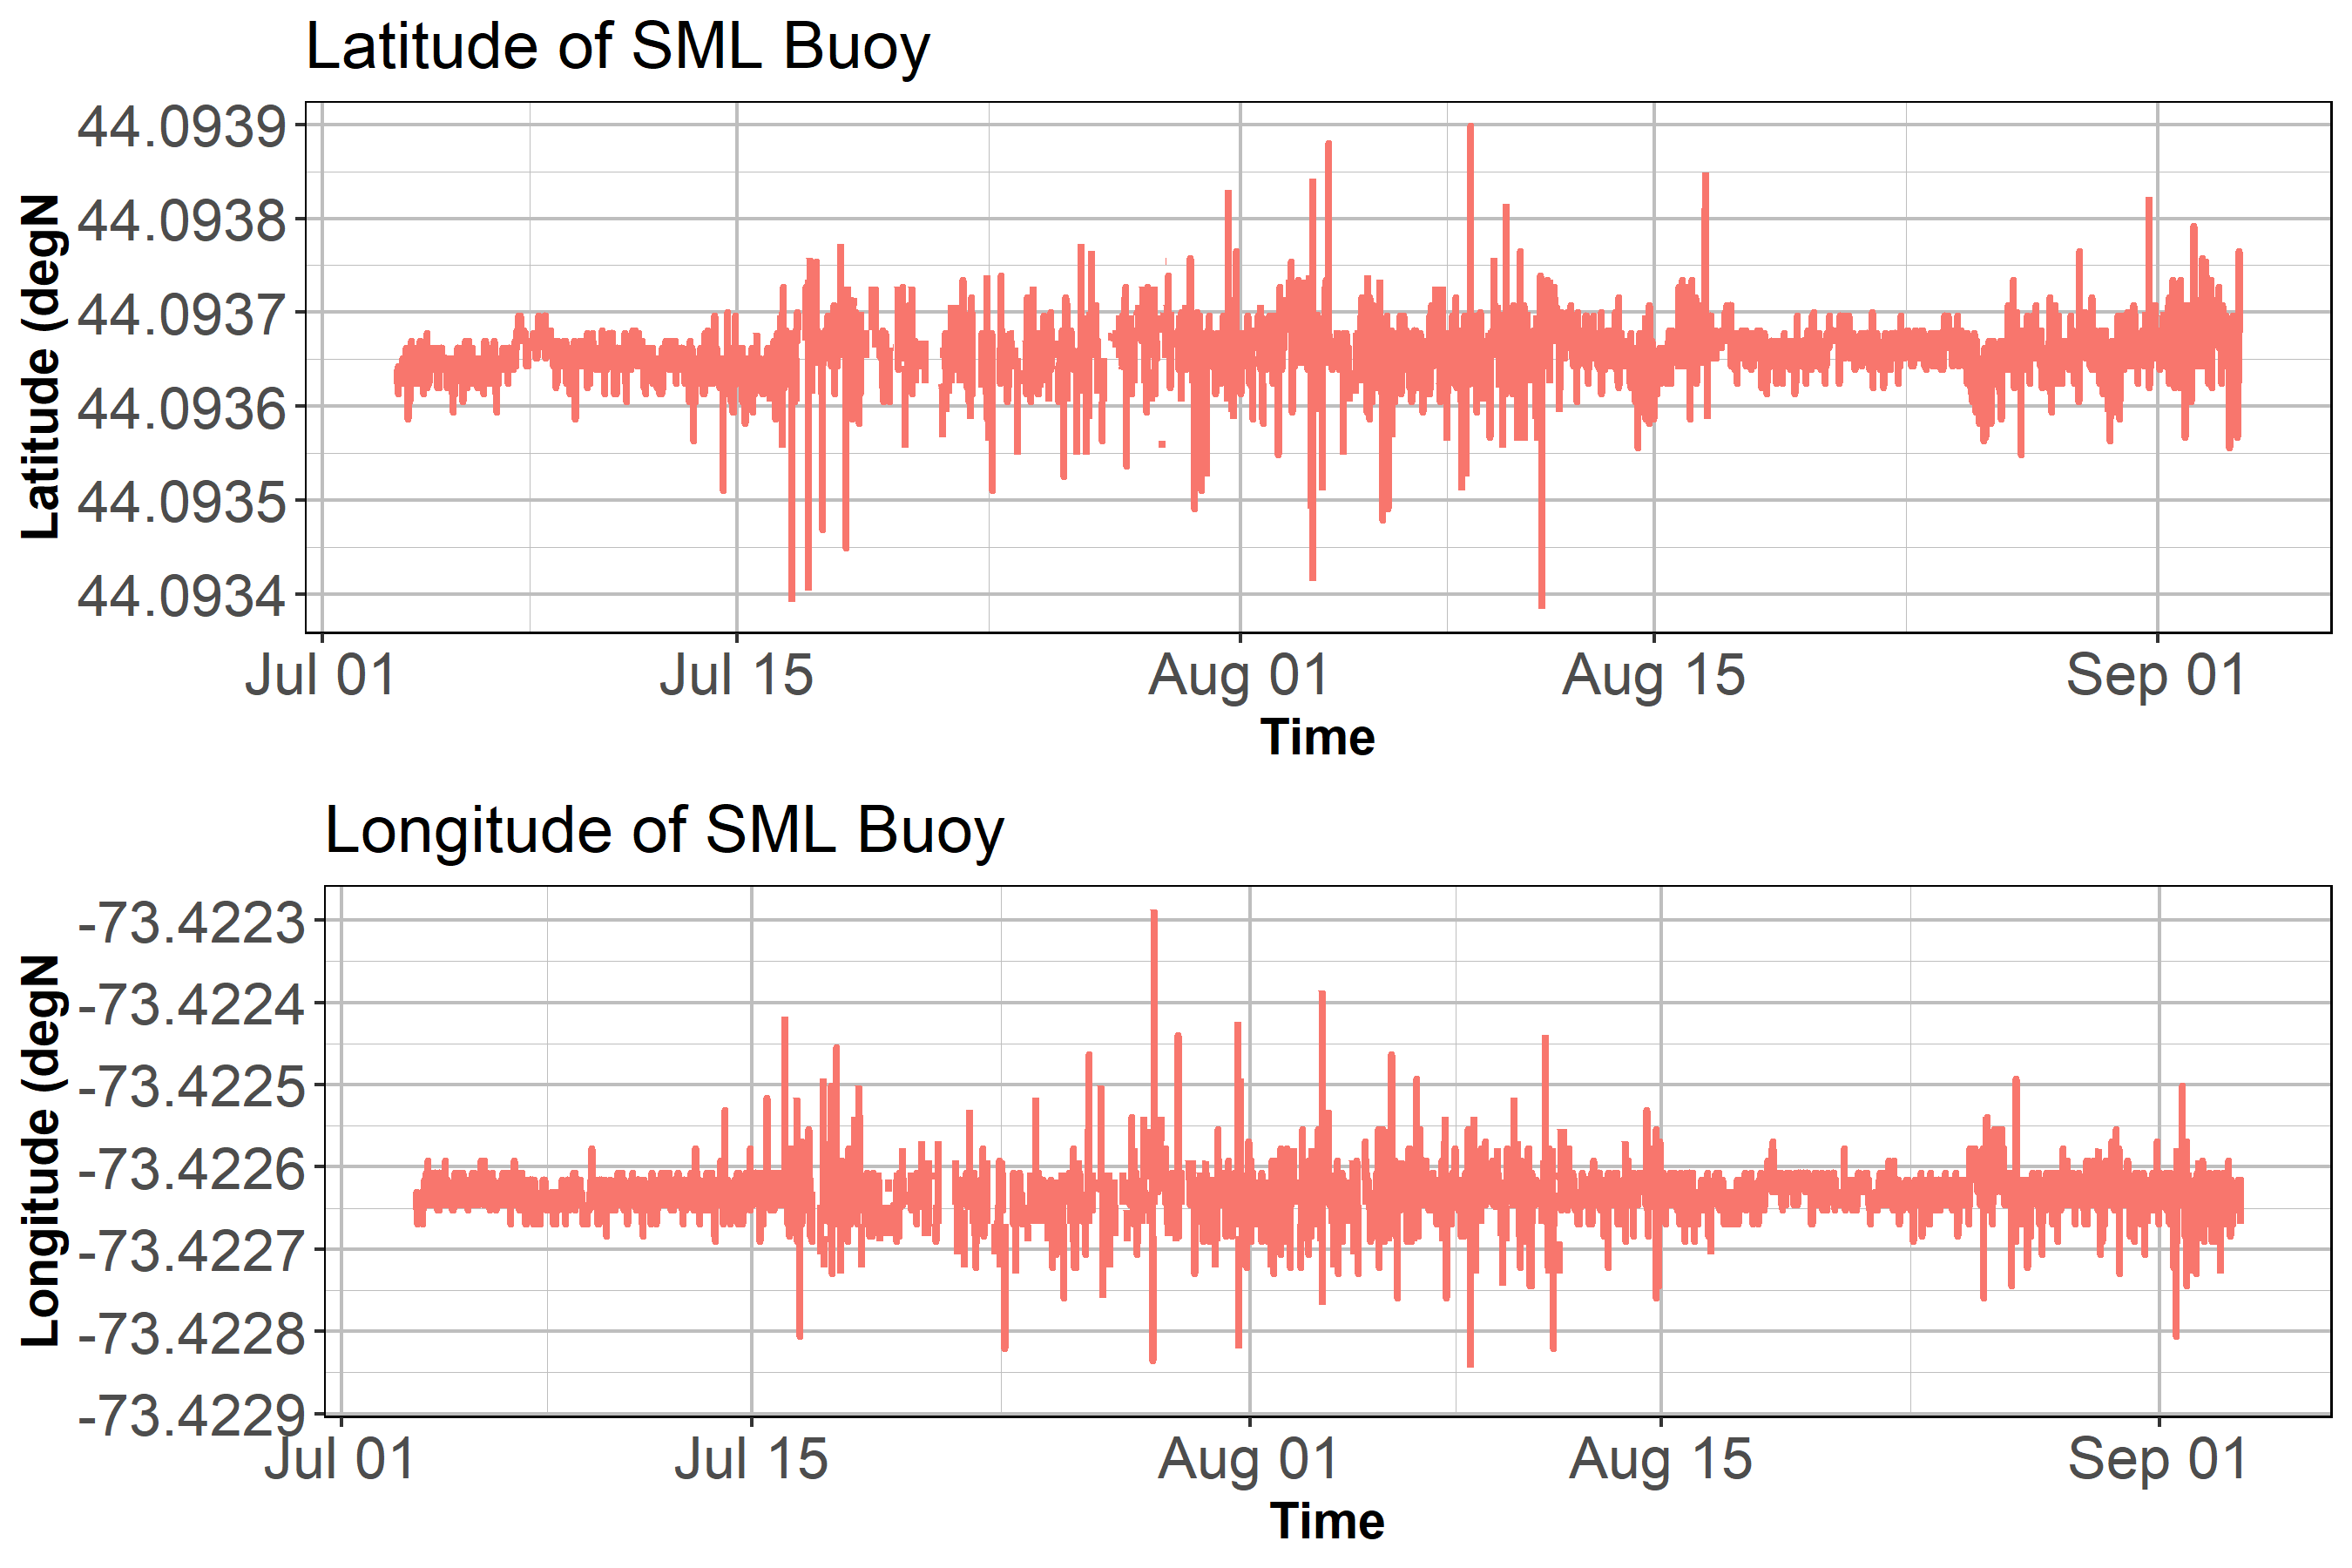 Latitude of SML Buoy
Latitude (degN
44.0939
44.0938
44.0937
44.0936
44.0935
44.0934
Jul 01 Jul 15 Aug 01 Aug 15 Sep 01
Time
Longitude of SML Buoy
Longitude (degN
-73.4223
-73.4224
-73.4225
-73.4226
-73.4227
-73.4228
-73.4229
Jul 01 Jul 15 Aug 01 Aug 15 Sep 01
Time